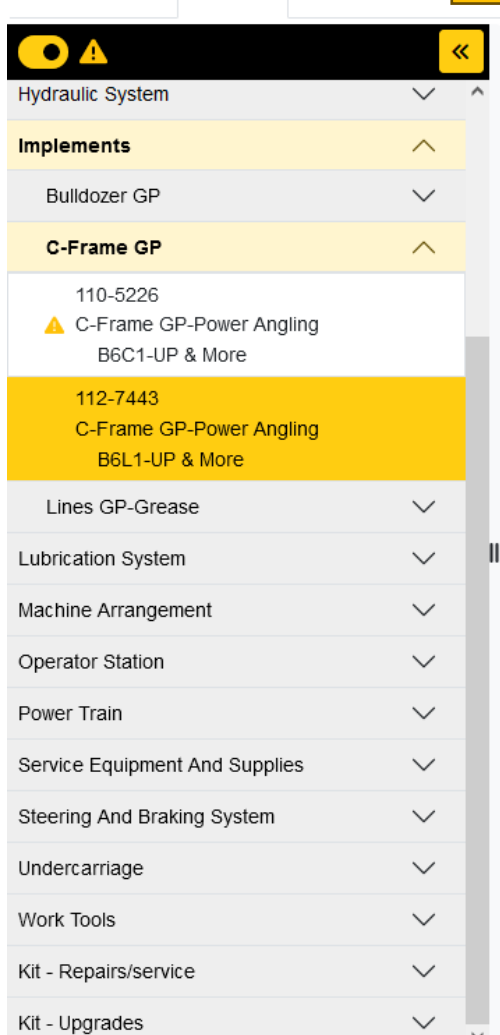 Hydraulic System
Implements
Bulldozer GP
C-Frame GP
110-5226
C-Frame GP-Power Angling
B6C1-UP & More
112-7443
C-Frame GP-Power Angling
B6L1-UP & More
Lines GP-Grease
Lubrication System
Machine Arrangement
Operator Station
Power Train
Service Equipment And Supplies
Steering And Braking System
Undercarriage
Work Tools
Kit - Repairs/service
Kit - Upgrades